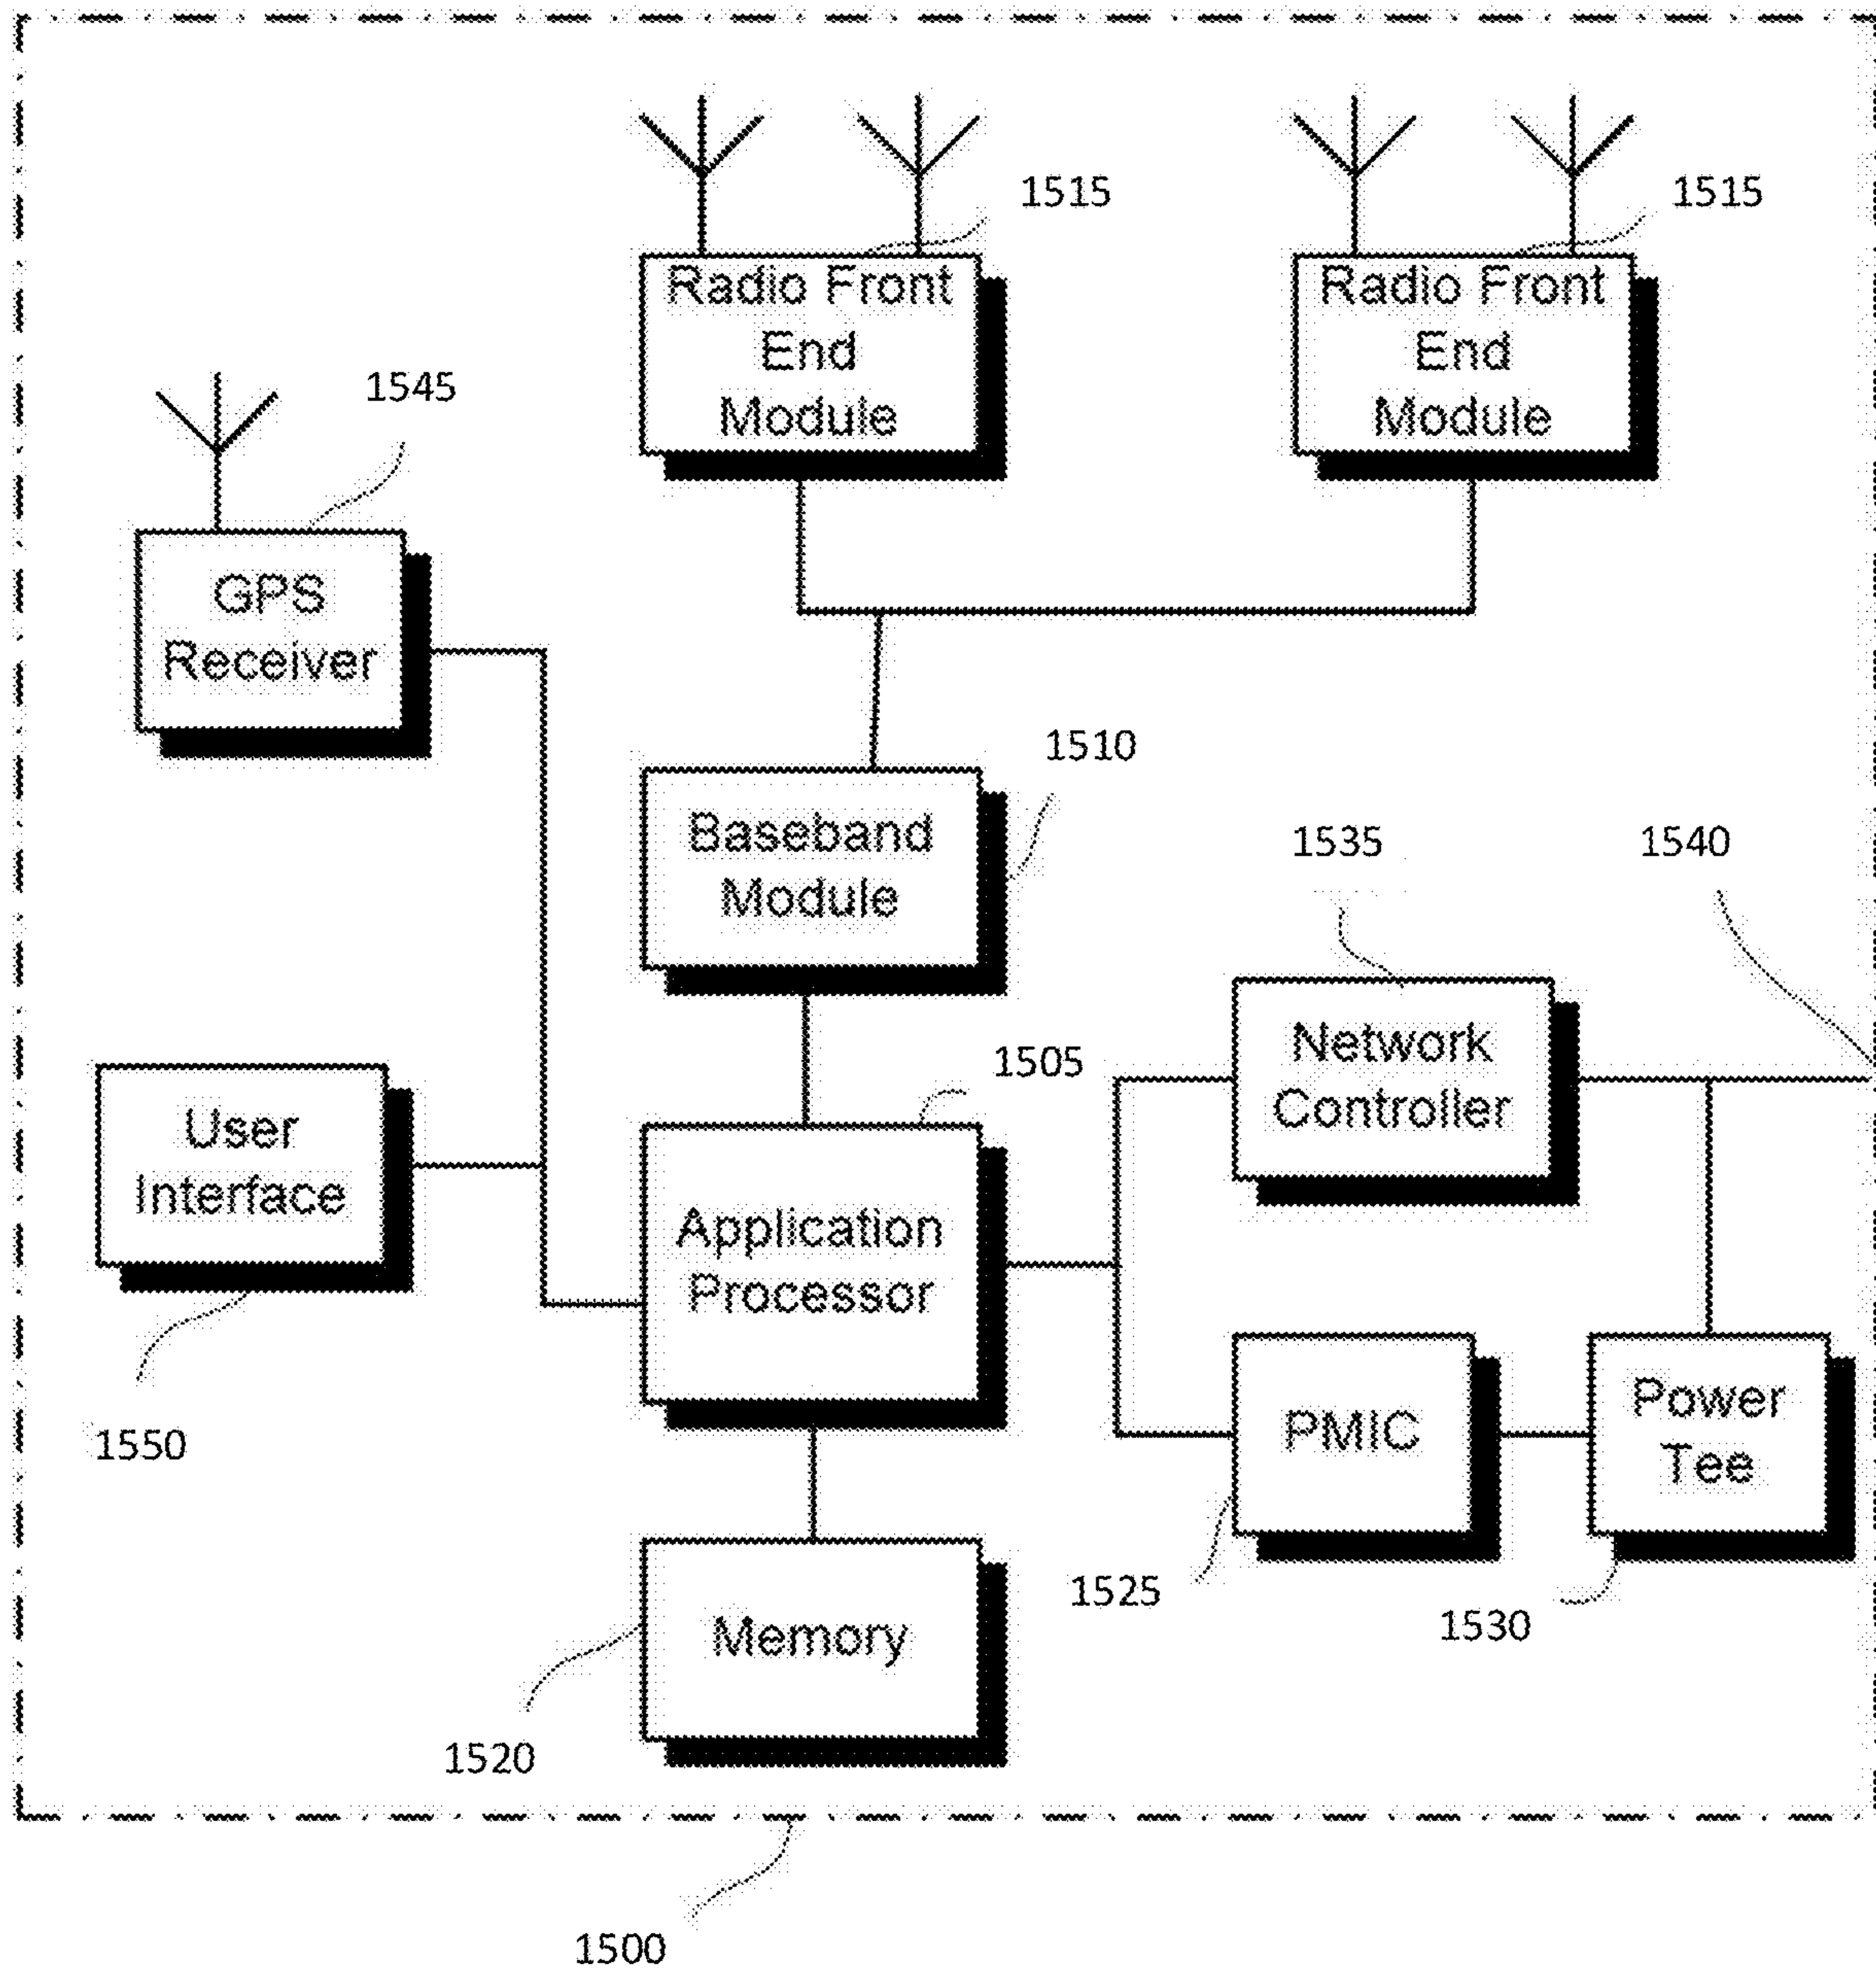 1515
1515
Radio Front
End
Module
Radio Front
End
Module
1545
GPS
Receiver
1510
Baseband
Module
1535
1540
Network
Controller
1505
User
Interface
Application
Processor
1550
PMIC
Power
Tee
1525
1530
Memory
1520
1500